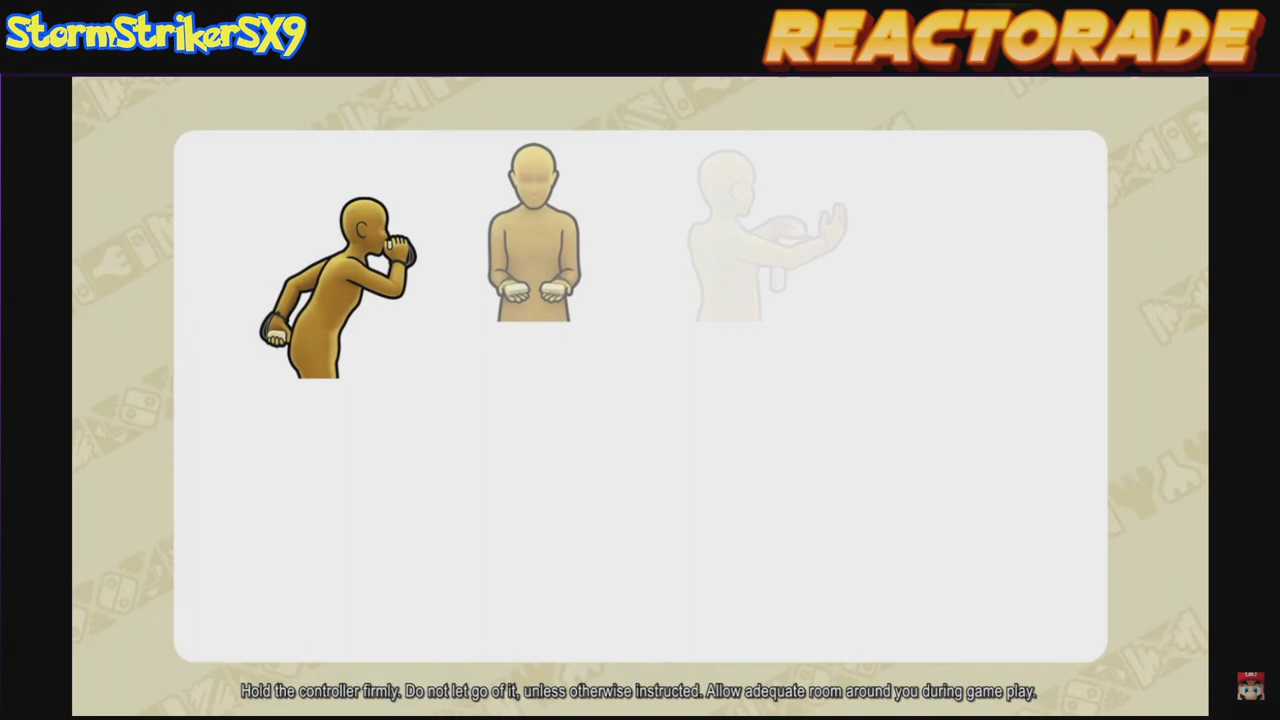 StormStrikerSX9
REACTORADE
Hold the controller firmly. Do not let go of it, unless otherwise instructed. Allow adequate room around you during game play.